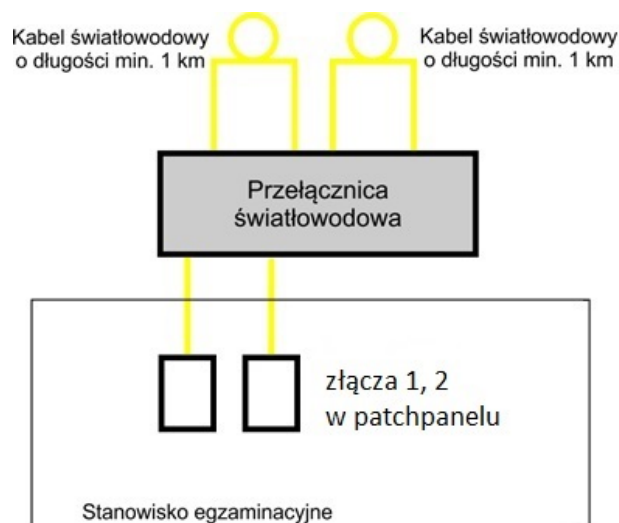 Kabel światłowodowy
o długości min. 1 km
Kabel światłowodowy
o długości min. 1 km
Przełącznica
światłowodowa
złącza 1, 2
w patchpanelu
Stanowisko egzaminacyjne